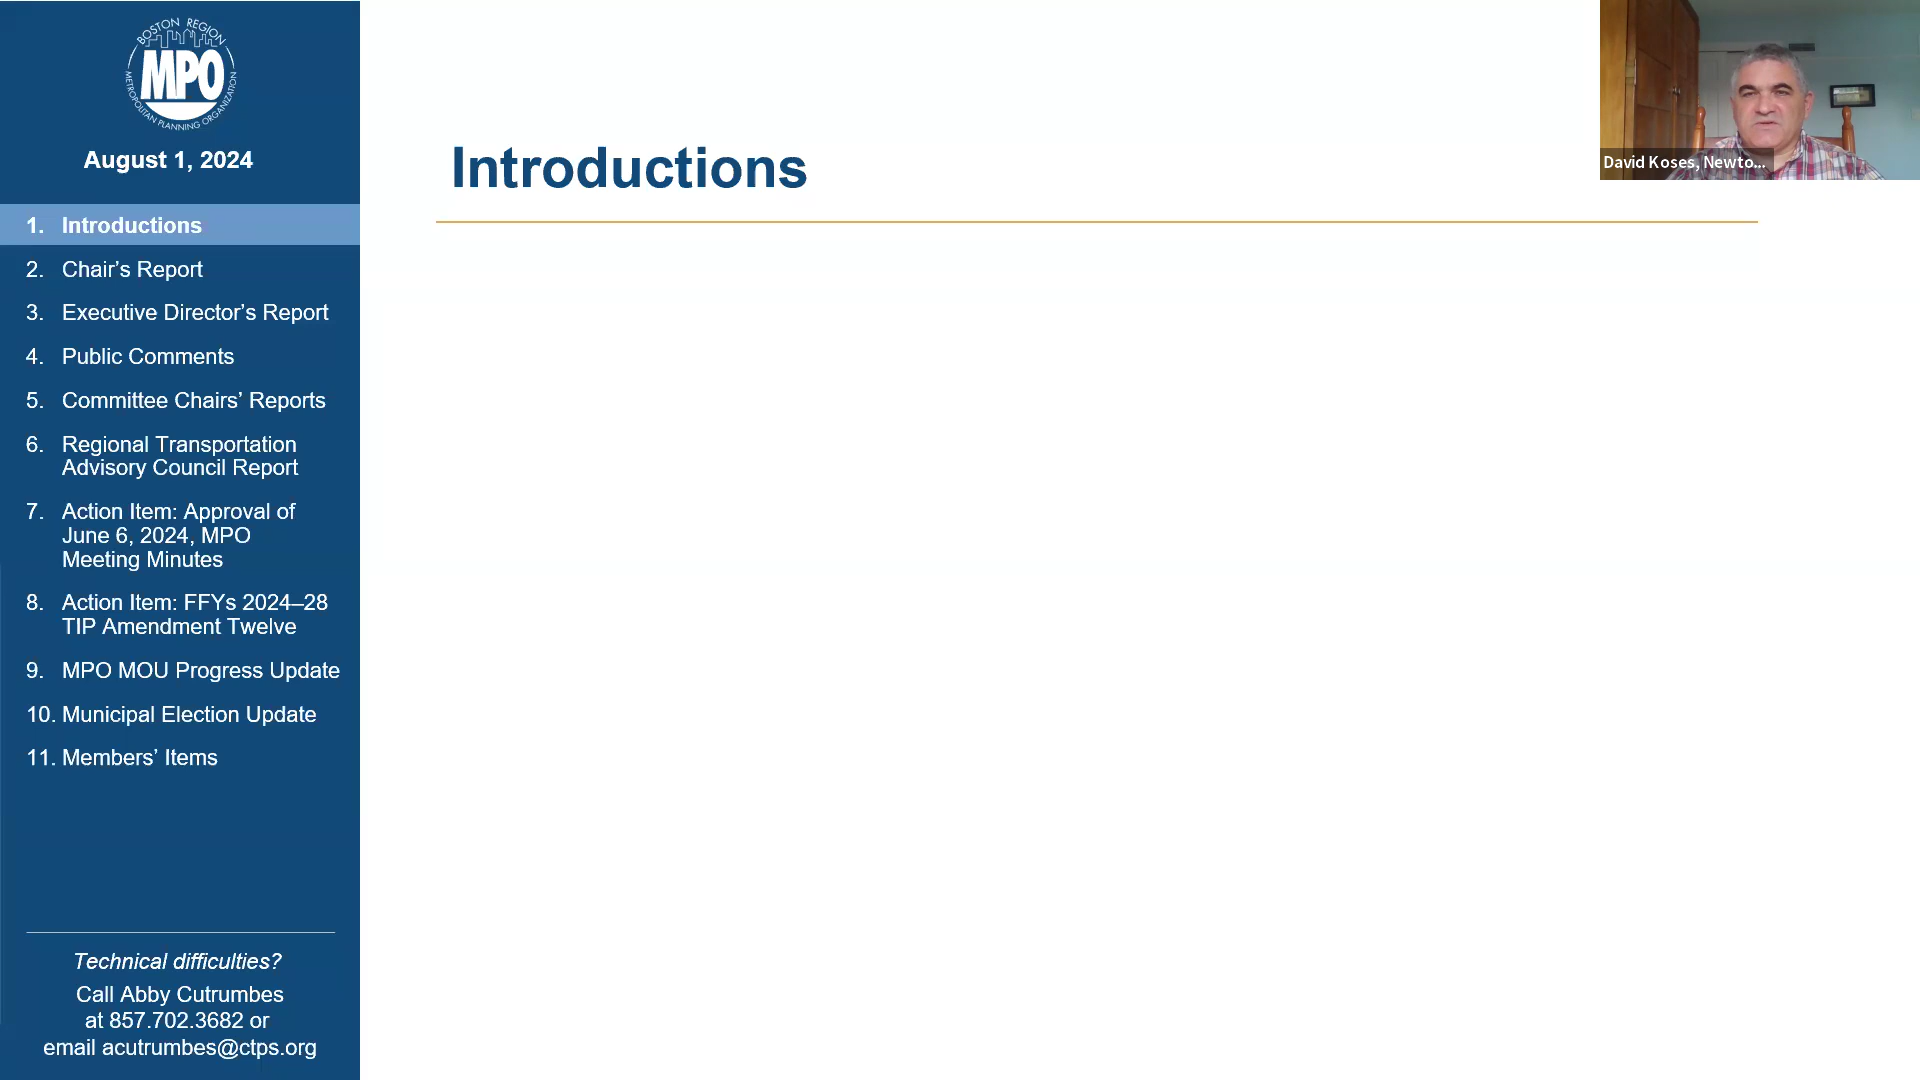 BOSTON REGION
MPO
METROPOLITAN PLANNING ORGANIZATION
August 1, 2024
1. Introductions
2. Chair’s Report
3. Executive Director’s Report
4. Public Comments
5. Committee Chairs’ Reports
6. Regional Transportation
Advisory Council Report
7. Action Item: Approval of
June 6, 2024, MPO
Meeting Minutes
8. Action Item: FFYs 2024–28
TIP Amendment Twelve
9. MPO MOU Progress Update
10. Municipal Election Update
11. Members’ Items
Technical difficulties?
Call Abby Cutrumbes
at 857.702.3682 or
email acutrumbes@ctps.org
Introductions
David Koses, Newto...